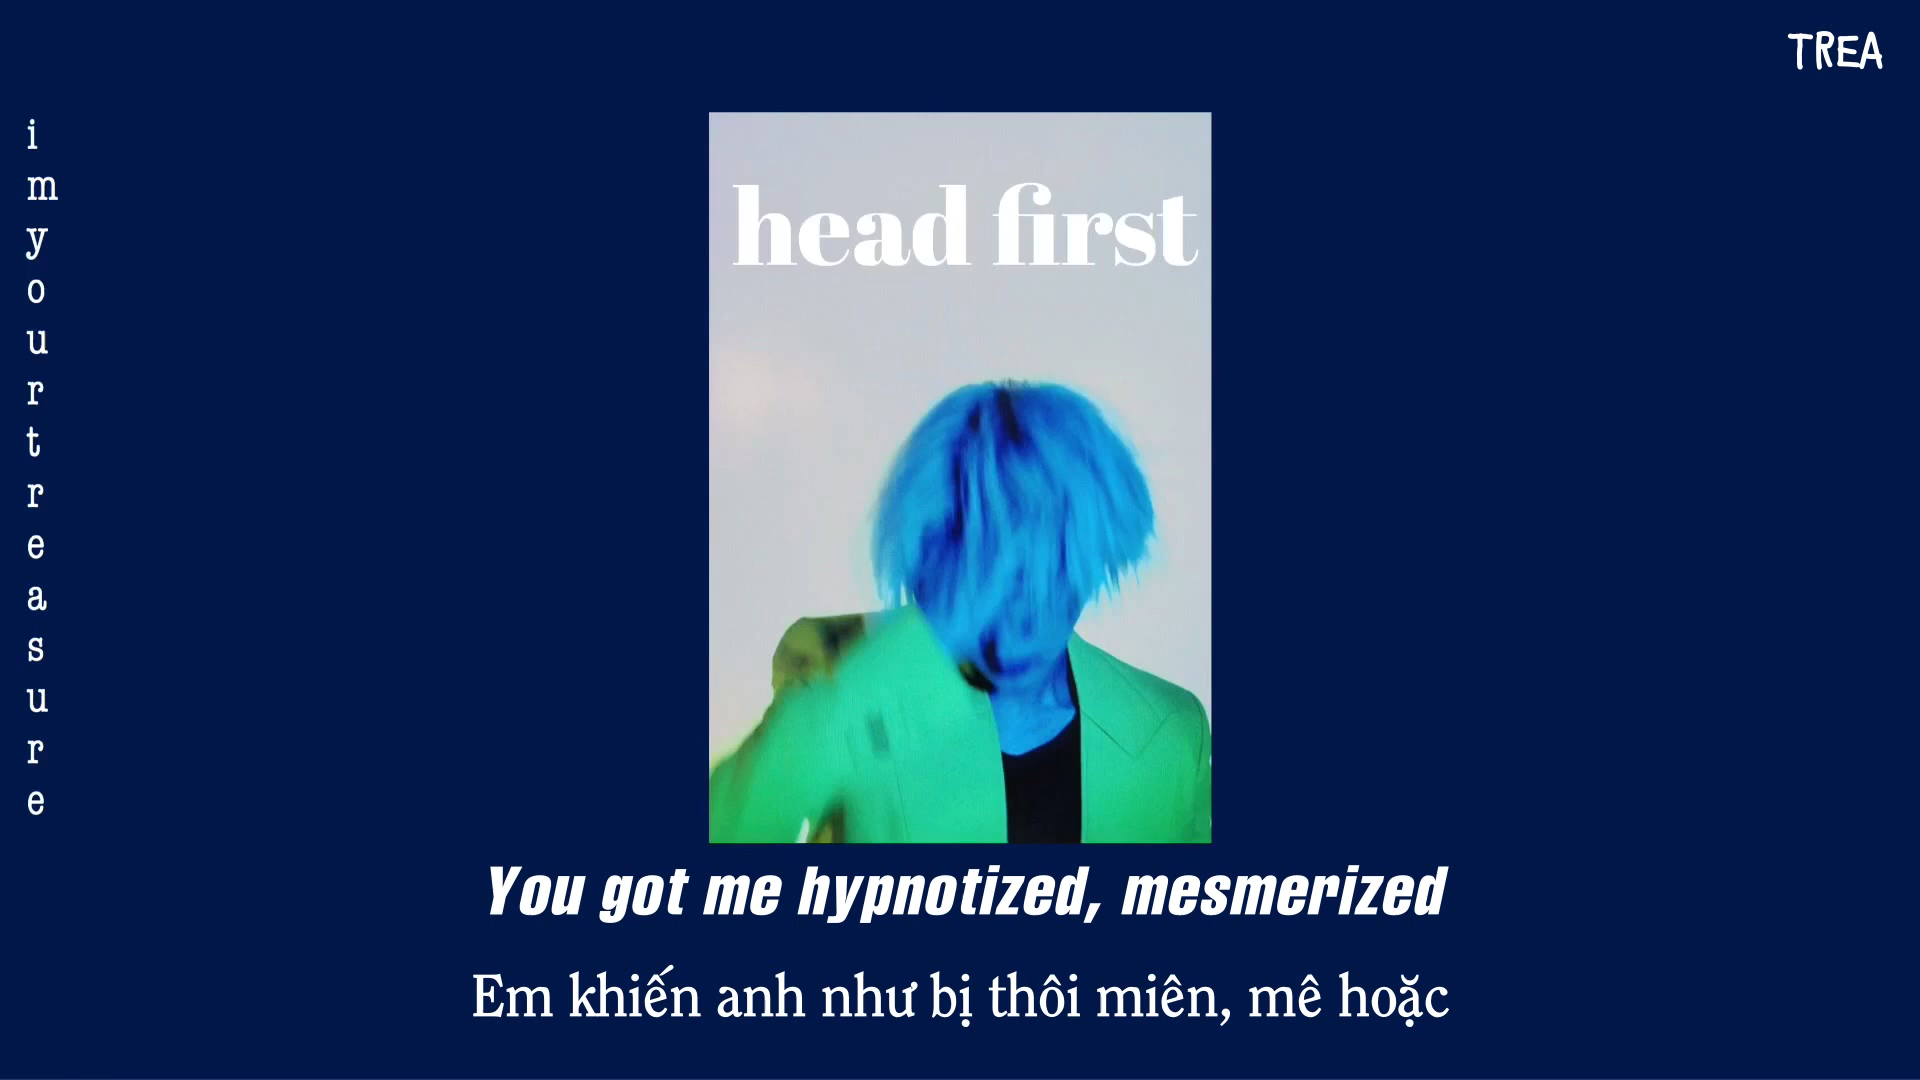 TREA
imyourtreasure
head first
You got me hypnotized, mesmerized
Em khiến anh như bị thôi miên, mê hoặc